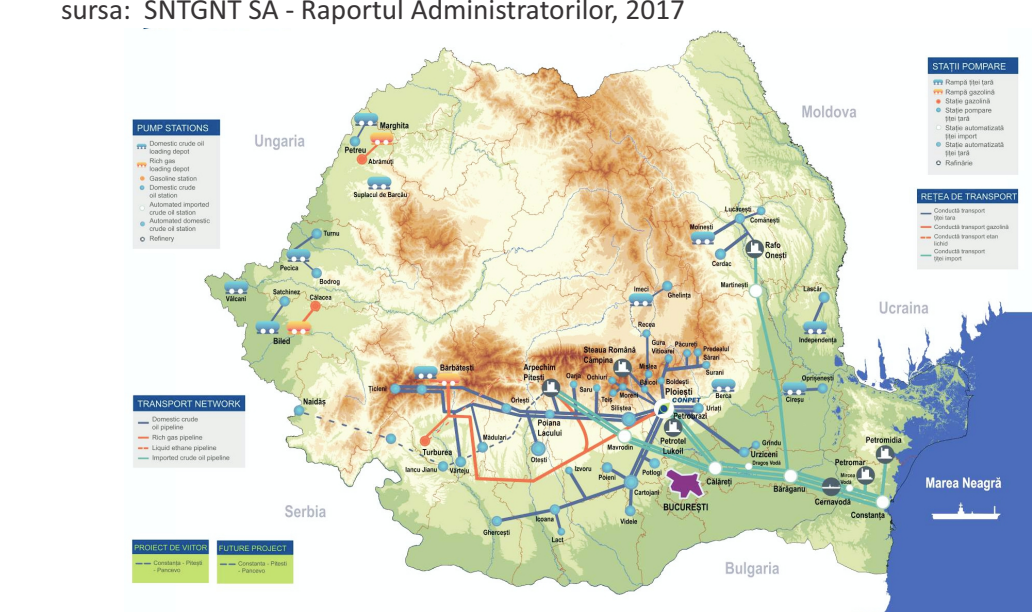 sursa: SNTGNT SA - Raportul Administratorilor, 2017
STAȚII POMPARE
Rampă țiței țară
Rampă gazolină
Stație gazolină
Stație pompare
țiței țară
Stație automatizată
țiței import
Stație automatizată
țiței țară
Rafinărie
REȚEA DE TRANSPORT
Conductă transport
țiței țara
Conductă transport gazolină
Conductă transport etan
lichid
Conductă transport
țiței import
PUMP STATIONS
Domestic crude oil
loading depot
Rich gas
loading depot
Gasoline station
Domestic crude
oil station
Automated imported
crude oil station
Automated domestic
crude oil station
Refinery
TRANSPORT NETWORK
Domestic crude
oil pipeline
Rich gas pipeline
Liquid ethane pipeline
Imported crude oil pipeline
PROIECT DE VIITOR
Constanța - Pitești
- Pancevo
FUTURE PROJECT
Constanta - Pitesti
- Pancevo
Ungaria
Moldova
Ucraina
Serbia
Bulgaria
Marea Neagră
Marghita
Petreu
Abrămuț
Suplacul de Barcău
Turnu
Pecica
Bodrog
Vălcani
Satchinez
Călacea
Biled
Lucăcești
Comănești
Moinești
Cerdac
Rafo
Onești
Martinești
Lascăr
Independența
Imeci
Ghelința
Recea
Gura
Vitioarei
Păcureți
Predealul
Sărari
Surani
Steaua Română
Câmpina
Mislea
Băicoi
Boldești
Ploiești
CONPET
Petrobrazi
Urlați
Berca
Oprișenești
Cireșu
Bărbătești
Țicleni
Arpechim
Pitești
Oarja
Ochiuri
Saru
Teiș
Moreni
Siliștea
Orlești
Poiana
Lacului
Naidăș
Turburea
Iancu Jianu
Vârteju
Mădulari
Otești
Mavrodin
Petrotel
Lukoil
Grindu
Urziceni
Dragoș Vodă
Izvoru
Poieni
Potlogi
Cartojani
BUCUREȘTI
Călăreți
Bărăganu
Petromidia
Petromar
Mircea
Vodă
Cernavodă
Constanța
Icoana
Videle
Ghercești
Lact